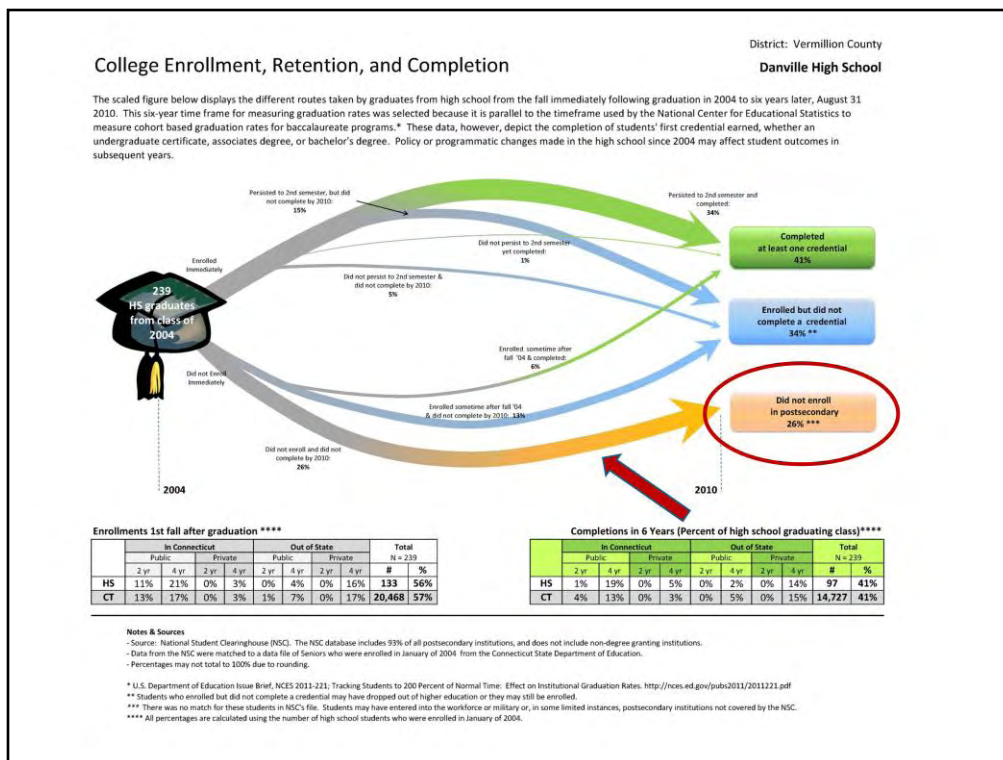 District: Vermillion County
College Enrollment, Retention, and Completion
Danville High School
The scaled figure below displays the different routes taken by graduates from high school from the fall immediately following graduation in 2004 to six years later, August 31
2010. This six-year time frame for measuring graduation rates was selected because it is parallel to the timeframe used by the National Center for Educational Statistics to
measure cohort based graduation rates for baccalaureate programs.* These data, however, depict the completion of students' first credential earned, whether an
undergraduate certificate, associates degree, or bachelor's degree. Policy or programmatic changes made in the high school since 2004 may affect student outcomes in
subsequent years.
Persisted to 2nd semester, but did
not complete by 2010:
15%
Persisted to 2nd semester and
completed:
34%
Completed
at least one credential
41%
Did not persist to 2nd semester
yet completed:
1%
Enrolled
Immediately
Did not persist to 2nd semester &
did not complete by 2010:
5%
239
HS graduates
from class of
2004
Enrolled but did not
complete a credential
34% **
Enrolled sometime after
fall '04 & completed:
6%
Did not Enroll
Immediately
Enrolled sometime after fall '04
& did not complete by 2010: 13%
Did not enroll
in postsecondary
26% ***
Did not enroll and did not
complete by 2010:
26%
2004
2010
Enrollments 1st fall after graduation ****
In Connecticut Out of State Total
Public Private Public Private N = 239
2 yr 4 yr 2 yr 4 yr 2 yr 4 yr 2 yr 4 yr # %
HS 11% 21% 0% 3% 0% 4% 0% 16% 133 56%
CT 13% 17% 0% 3% 1% 7% 0% 17% 20,468 57%
Completions in 6 Years (Percent of high school graduating class)****
In Connecticut Out of State Total
Public Private Public Private N = 239
2 yr 4 yr 2 yr 4 yr 2 yr 4 yr 2 yr 4 yr # %
HS 1% 19% 0% 5% 0% 2% 0% 14% 97 41%
CT 4% 13% 0% 3% 0% 5% 0% 15% 14,727 41%
Notes & Sources
- Source: National Student Clearinghouse (NSC). The NSC database includes 93% of all postsecondary institutions, and does not include non-degree granting institutions.
- Data from the NSC were matched to a data file of Seniors who were enrolled in January of 2004 from the Connecticut State Department of Education.
- Percentages may not total to 100% due to rounding.
* U.S. Department of Education Issue Brief, NCES 2011-221; Tracking Students to 200 Percent of Normal Time: Effect on Institutional Graduation Rates. http://nces.ed.gov/pubs2011/2011221.pdf
** Students who enrolled but did not complete a credential may have dropped out of higher education or they may still be enrolled.
*** There was no match for these students in NSC's file. Students may have entered into the workforce or military or, in some limited instances, postsecondary institutions not covered by the NSC.
**** All percentages are calculated using the number of high school students who were enrolled in January of 2004.